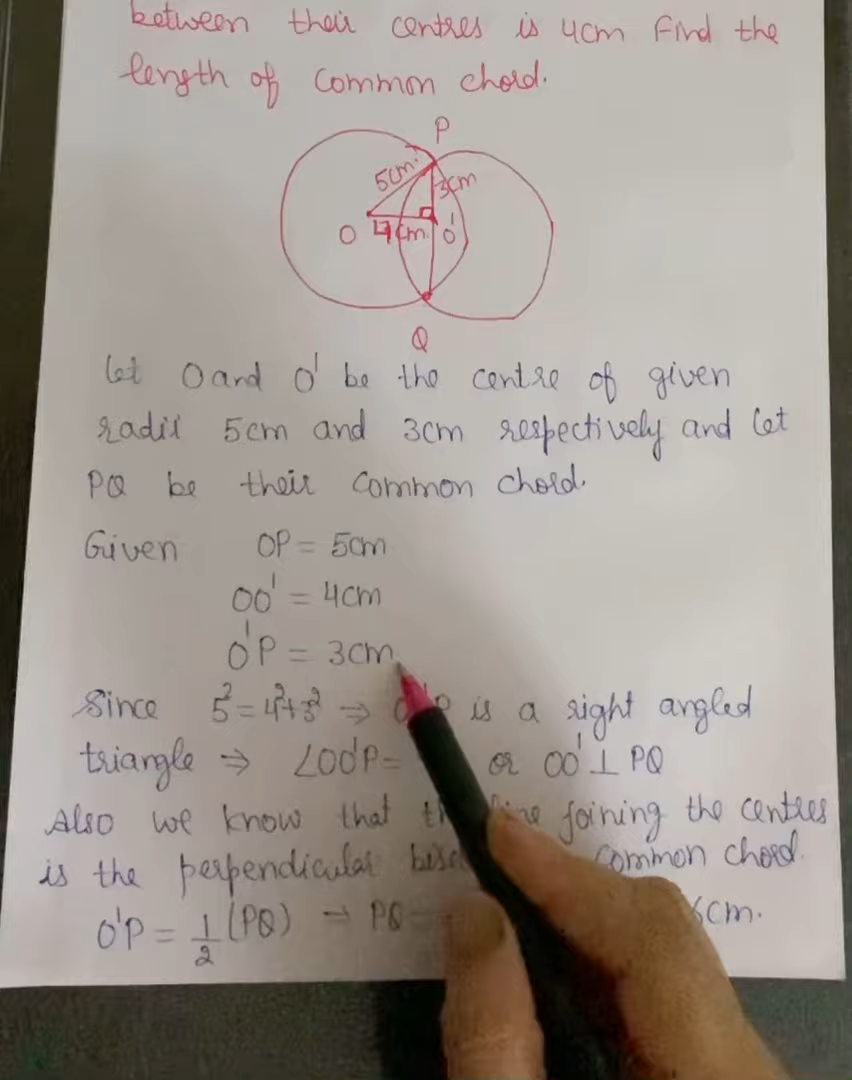 between their centres is 4cm Find the
length of common chord.
P
5cm
3cm
O 4cm O'
Q
let O and O' be the centre of given
radii 5cm and 3cm respectively and let
PQ be their common chord.
Given OP = 5cm
OO' = 4cm
O'P = 3cm
Since 5² = 4² + 3² ⇒ is a right angled
triangle ⇒ ∠OO'P = or OO' ⊥ PQ
Also we know that joining the centres
is the perpendicular common chord.
O'P = 1/2 (PQ) → PQ = 6cm.